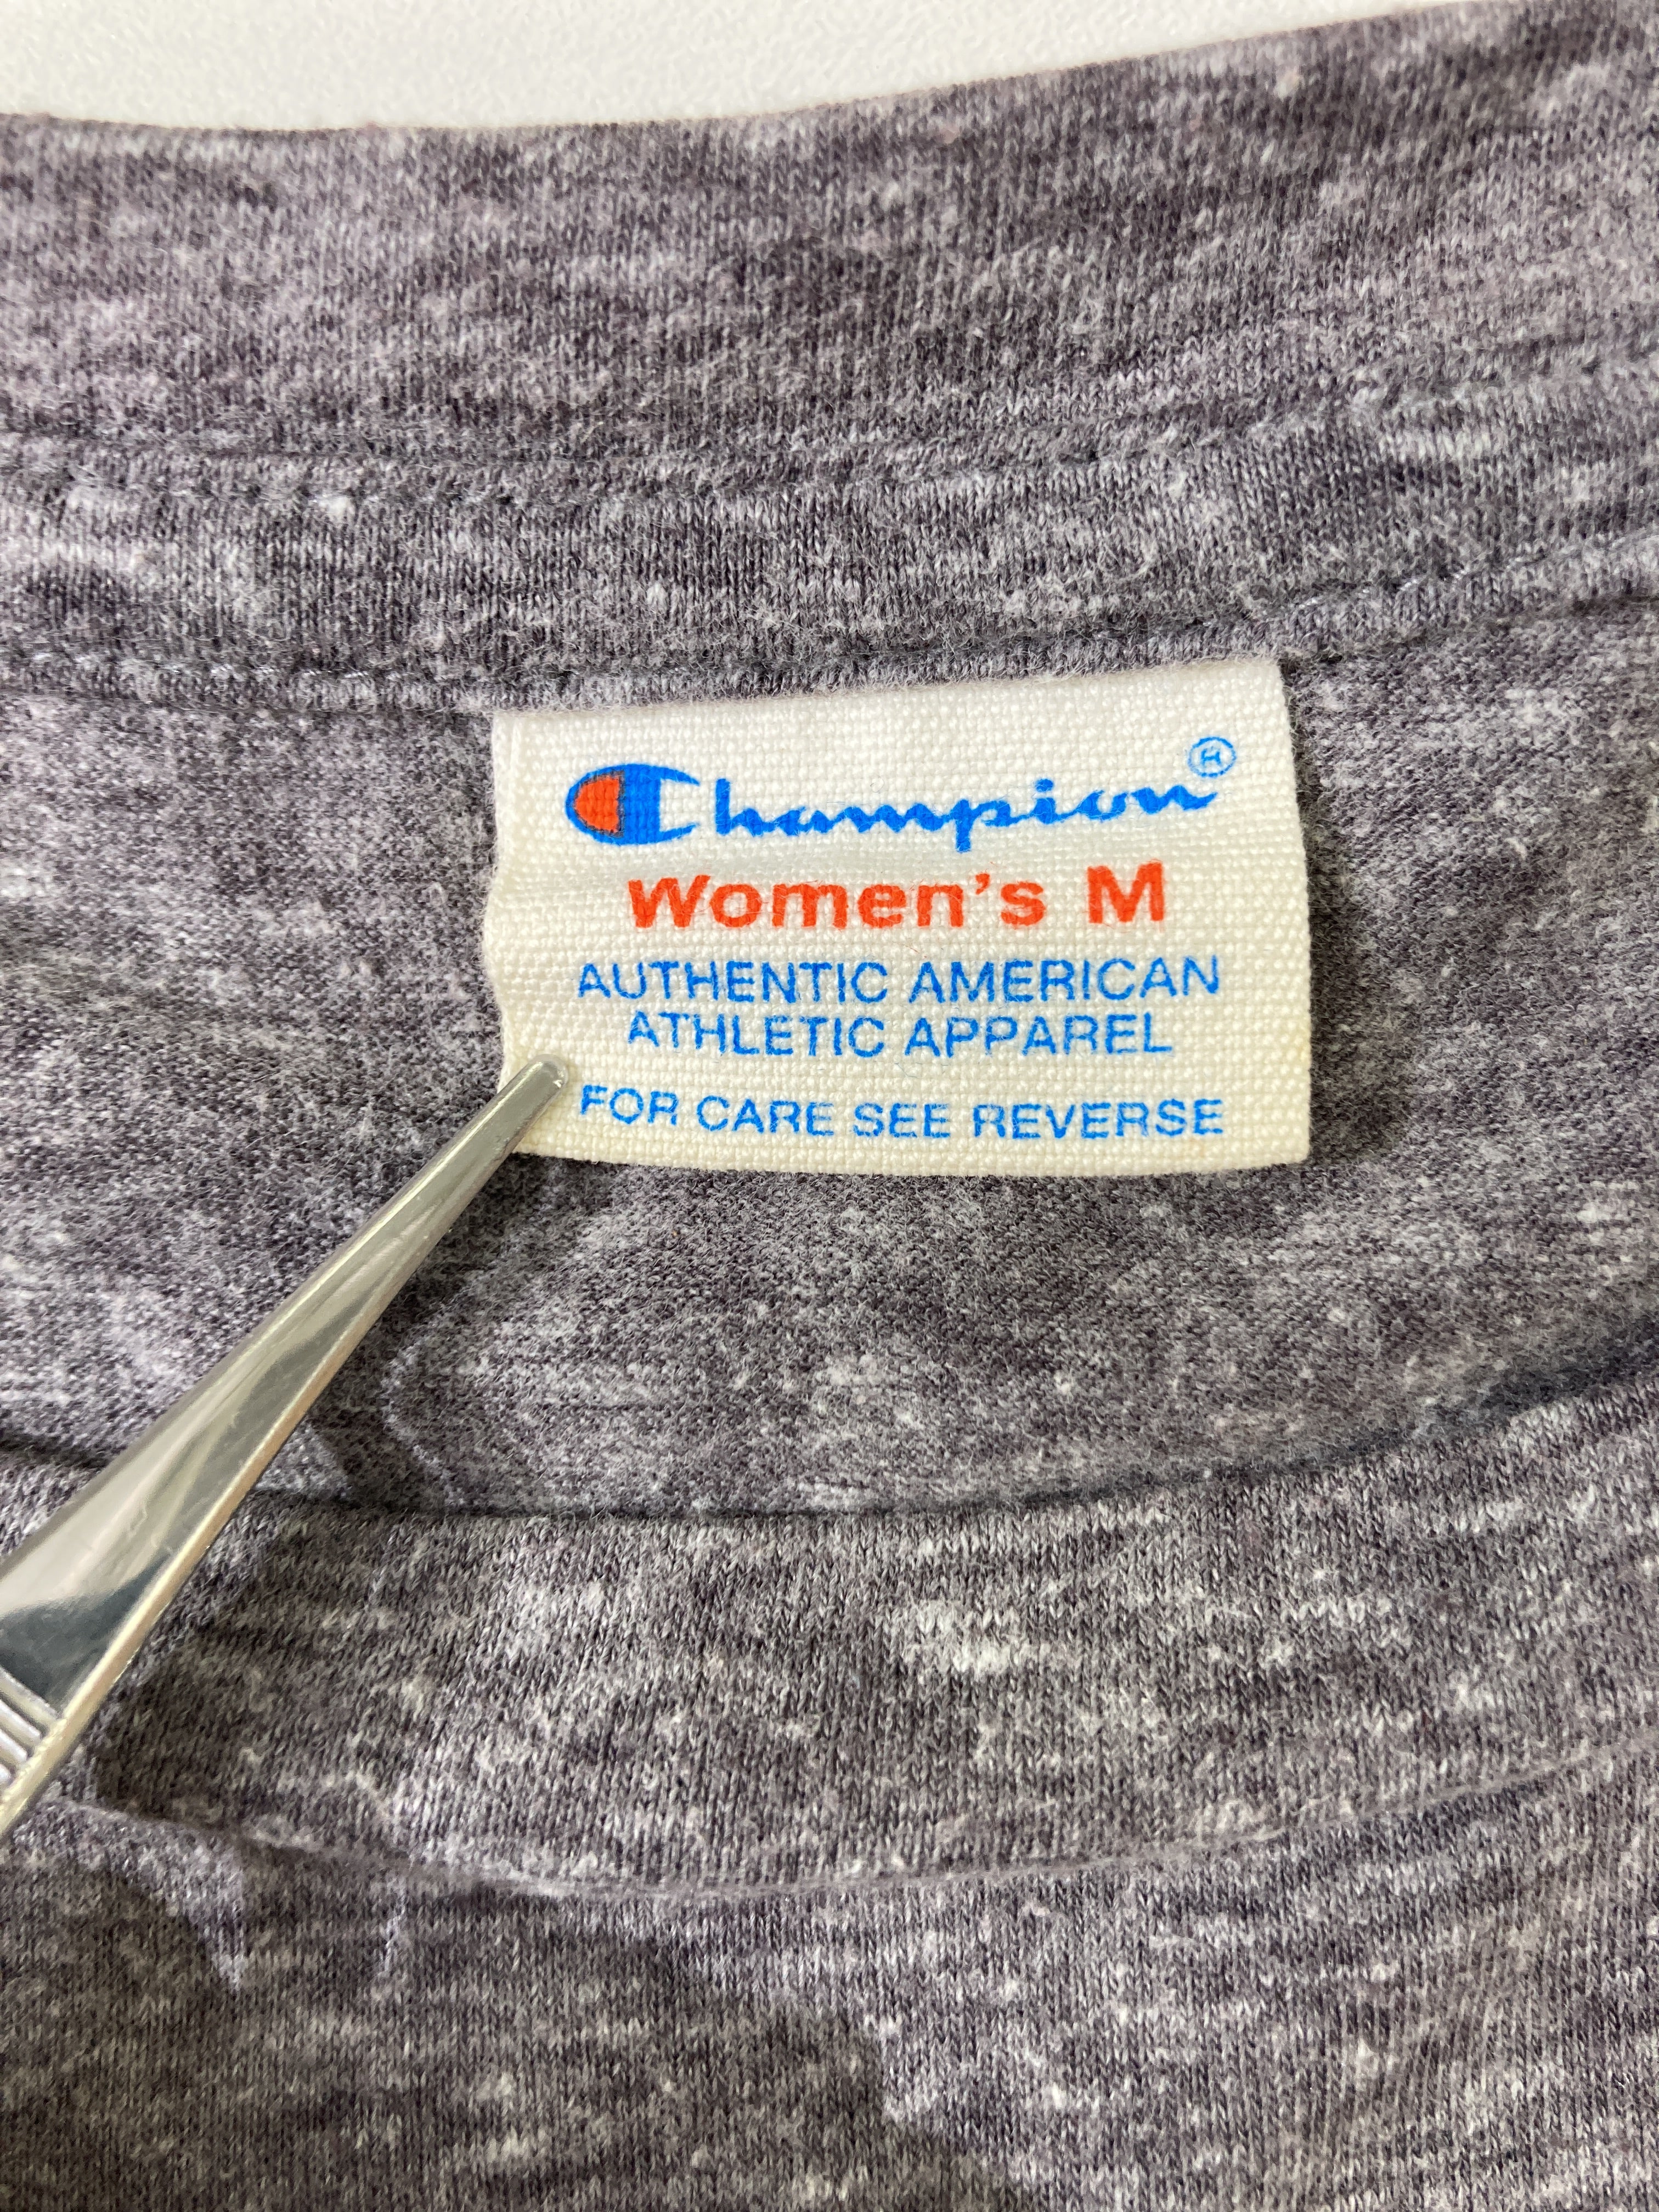 Champion®
Women's M
AUTHENTIC AMERICAN
ATHLETIC APPAREL
FOR CARE SEE REVERSE